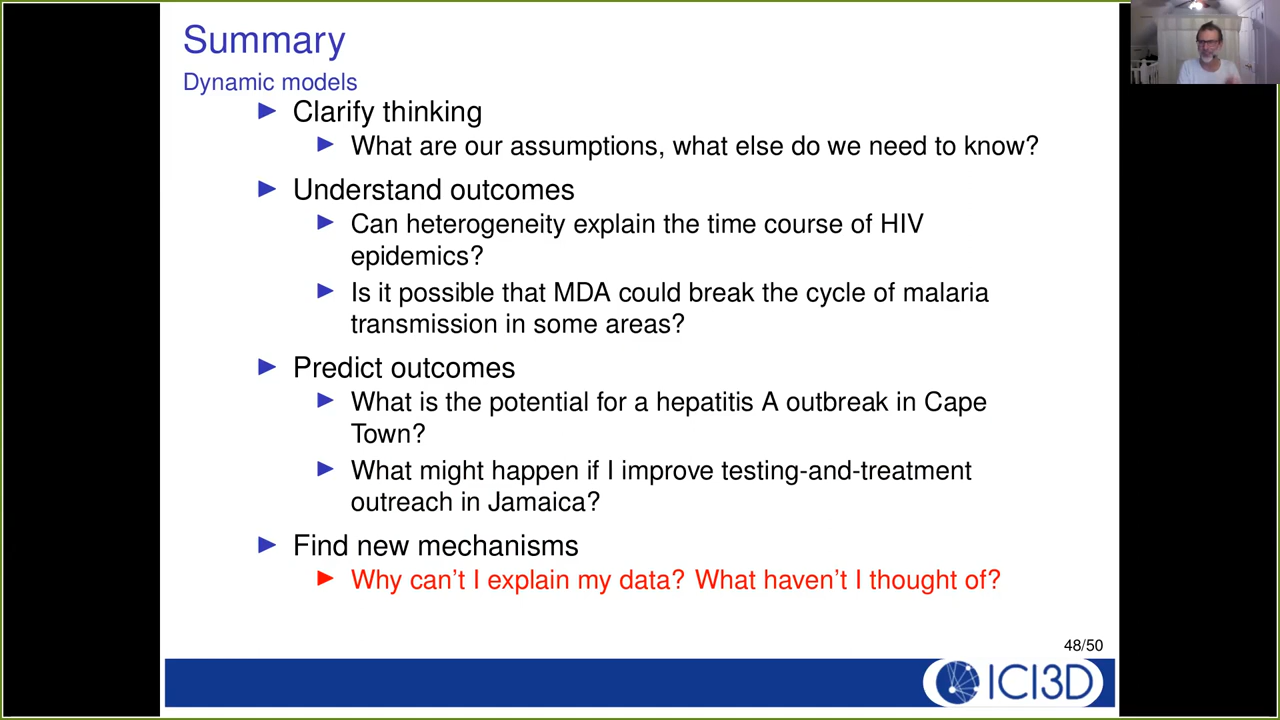 Summary
Dynamic models
Clarify thinking
What are our assumptions, what else do we need to know?
Understand outcomes
Can heterogeneity explain the time course of HIV
epidemics?
Is it possible that MDA could break the cycle of malaria
transmission in some areas?
Predict outcomes
What is the potential for a hepatitis A outbreak in Cape
Town?
What might happen if I improve testing-and-treatment
outreach in Jamaica?
Find new mechanisms
Why can't I explain my data? What haven't I thought of?
48/50
ICI3D